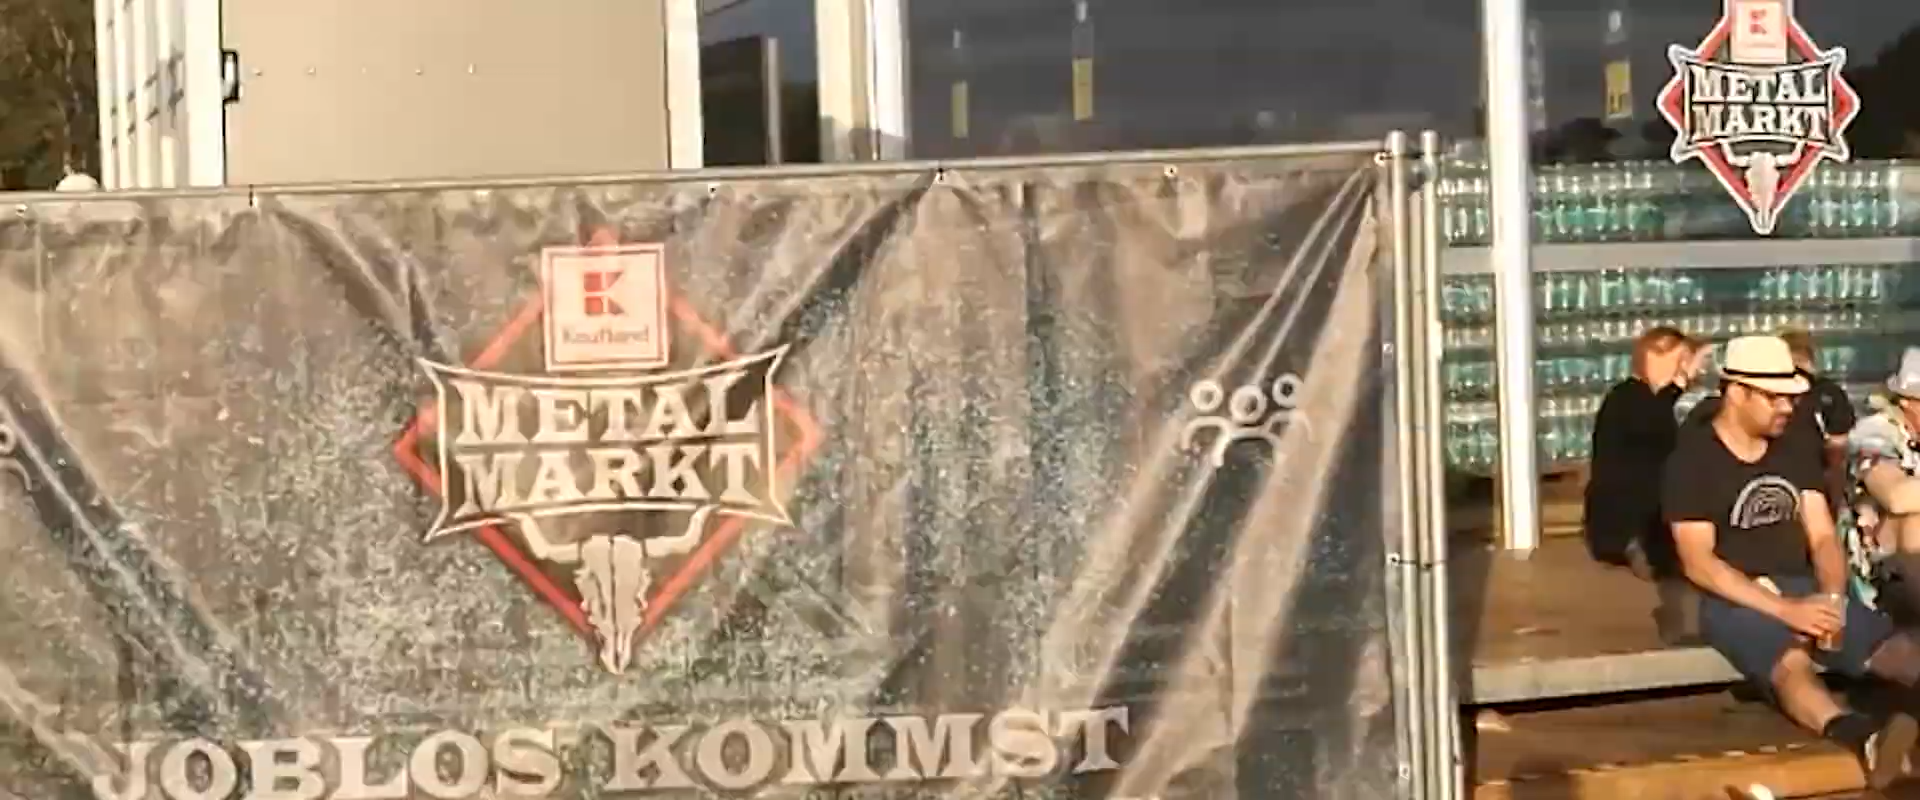 K
Kaufland
METAL
MARKT
JOBLOS KOMMST
K
METAL
MARKT